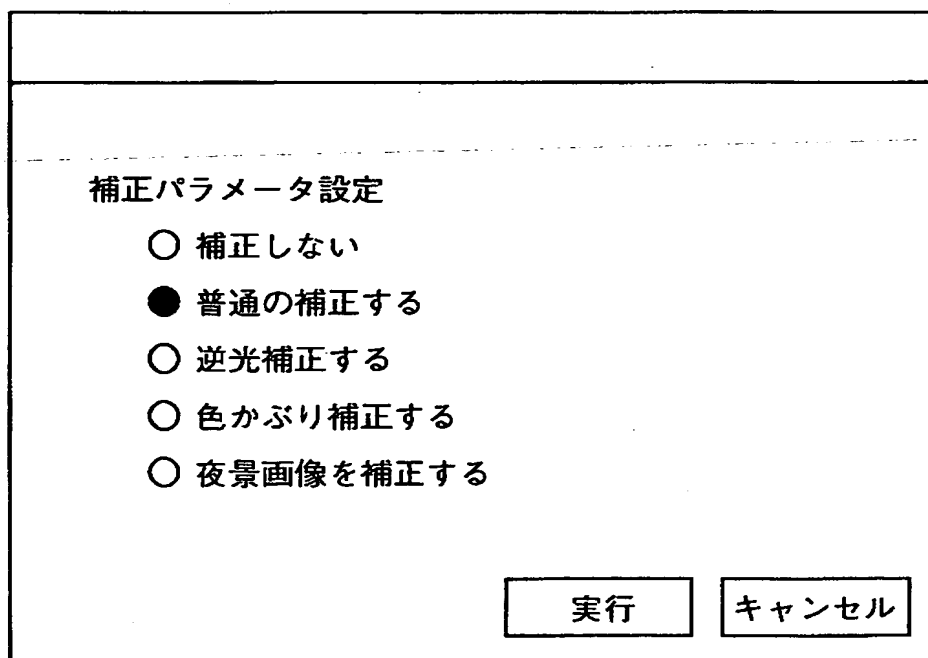 補正パラメータ設定
補正しない
普通の補正する
逆光補正する
色かぶり補正する
夜景画像を補正する
実行 キャンセル